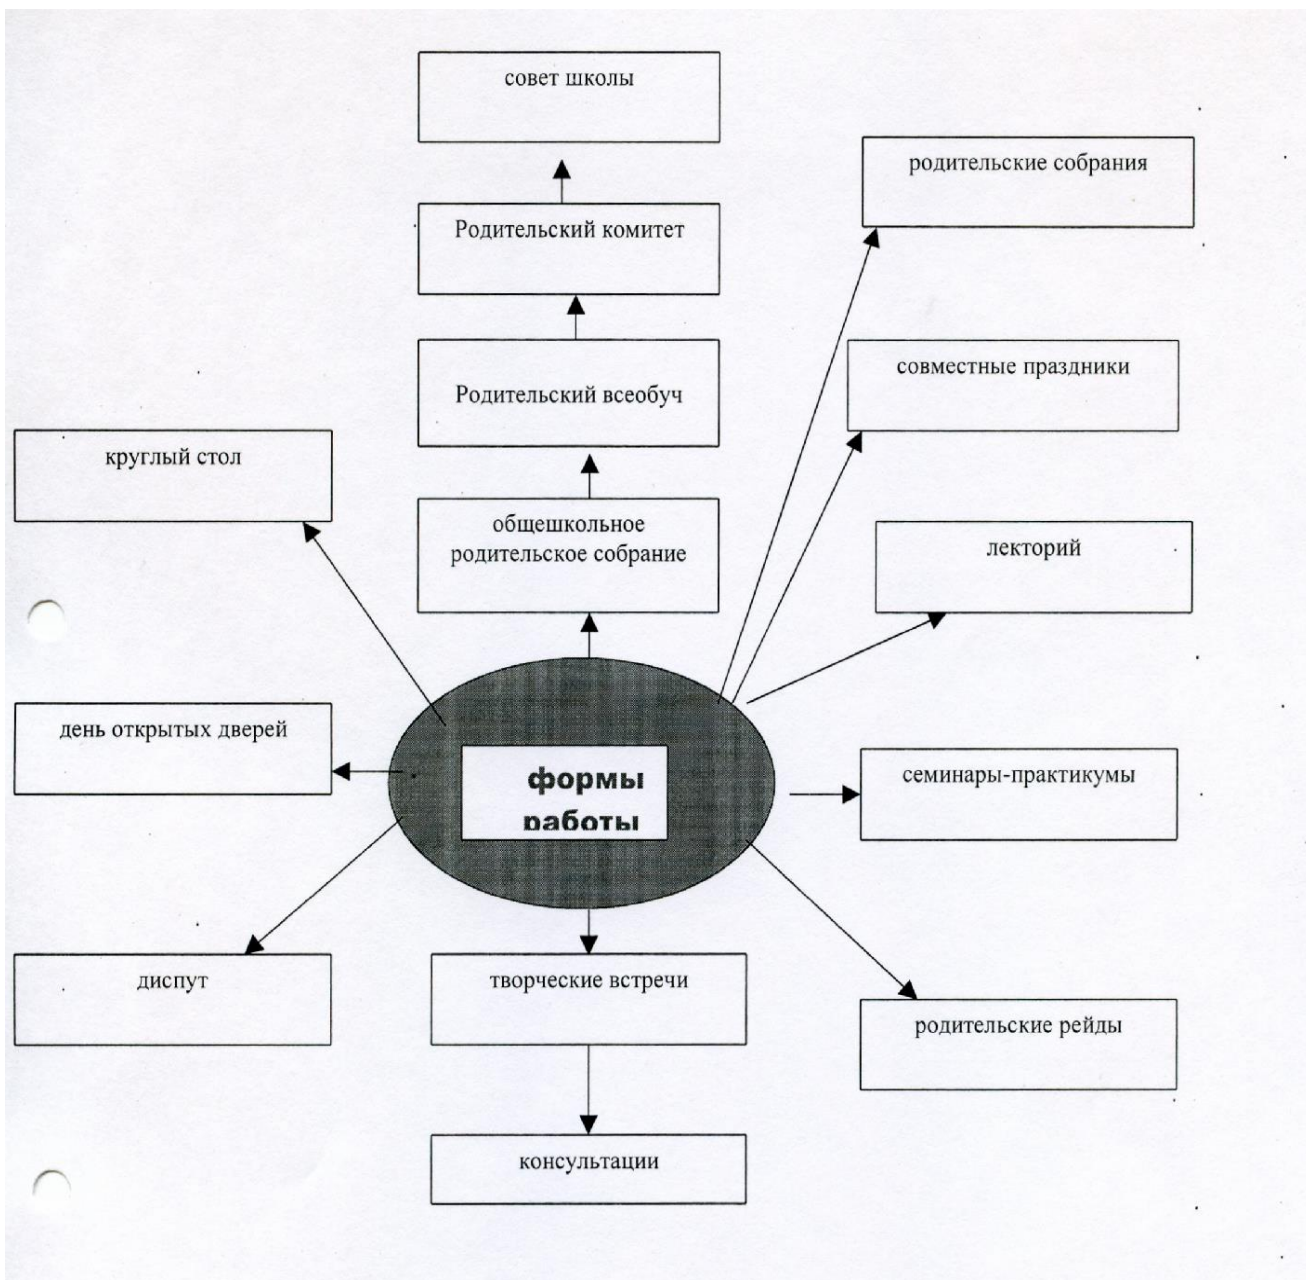 совет школы
родительские собрания
Родительский комитет
совместные праздники
Родительский всеобуч
круглый стол
общешкольное
родительское собрание
лекторий
день открытых дверей
формы
работы
семинары-практикумы
диспут
творческие встречи
родительские рейды
консультации